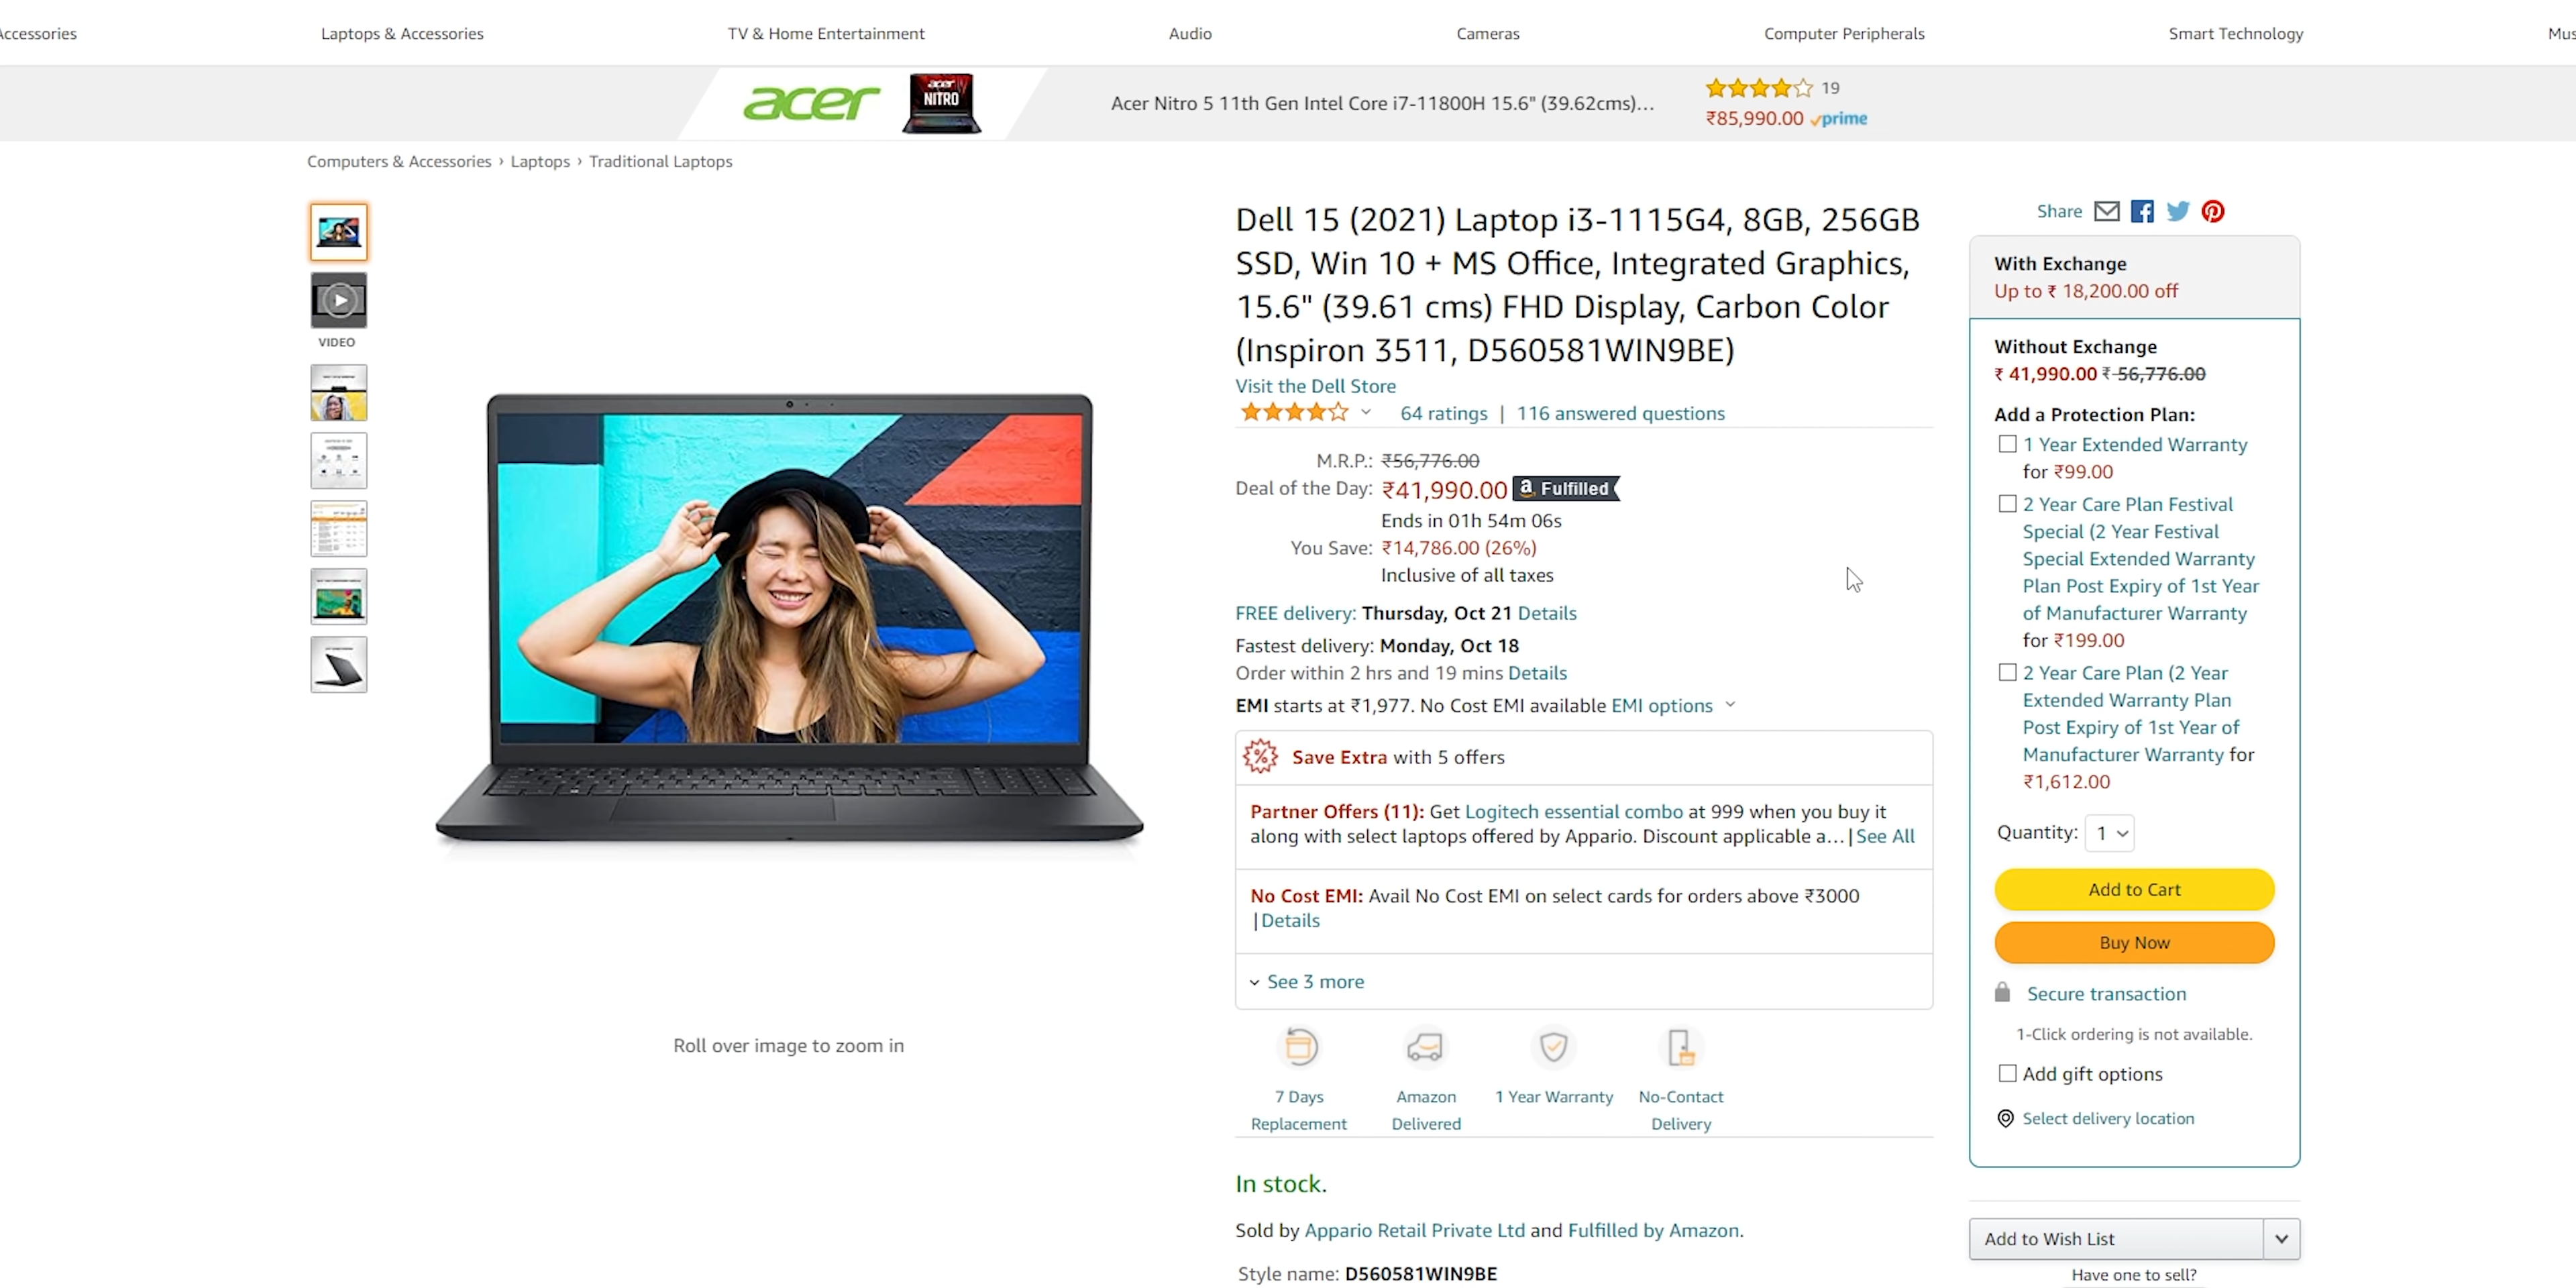 Accessories Laptops & Accessories TV & Home Entertainment Audio Cameras Computer Peripherals Smart Technology Mus
acer
acer
NITRO
Acer Nitro 5 11th Gen Intel Core i7-11800H 15.6" (39.62cms)...
19
₹85,990.00 prime
Computers & Accessories › Laptops › Traditional Laptops
VIDEO
Roll over image to zoom in
Dell 15 (2021) Laptop i3-1115G4, 8GB, 256GB
SSD, Win 10 + MS Office, Integrated Graphics,
15.6" (39.61 cms) FHD Display, Carbon Color
(Inspiron 3511, D560581WIN9BE)
Visit the Dell Store
64 ratings | 116 answered questions
M.R.P.: ₹56,776.00
Deal of the Day: ₹41,990.00 a Fulfilled
Ends in 01h 54m 06s
You Save: ₹14,786.00 (26%)
Inclusive of all taxes
FREE delivery: Thursday, Oct 21 Details
Fastest delivery: Monday, Oct 18
Order within 2 hrs and 19 mins Details
EMI starts at ₹1,977. No Cost EMI available EMI options
% Save Extra with 5 offers
Partner Offers (11): Get Logitech essential combo at 999 when you buy it
along with select laptops offered by Appario. Discount applicable a... | See All
No Cost EMI: Avail No Cost EMI on select cards for orders above ₹3000
| Details
See 3 more
7 Days
Replacement
Amazon
Delivered
1 Year Warranty
No-Contact
Delivery
In stock.
Sold by Appario Retail Private Ltd and Fulfilled by Amazon.
Style name: D560581WIN9BE
Share
With Exchange
Up to ₹ 18,200.00 off
Without Exchange
₹ 41,990.00 ₹ 56,776.00
Add a Protection Plan:
1 Year Extended Warranty
for ₹99.00
2 Year Care Plan Festival
Special (2 Year Festival
Special Extended Warranty
Plan Post Expiry of 1st Year
of Manufacturer Warranty
for ₹199.00
2 Year Care Plan (2 Year
Extended Warranty Plan
Post Expiry of 1st Year of
Manufacturer Warranty for
₹1,612.00
Quantity: 1
Add to Cart
Buy Now
Secure transaction
1-Click ordering is not available.
Add gift options
Select delivery location
Add to Wish List
Have one to sell?